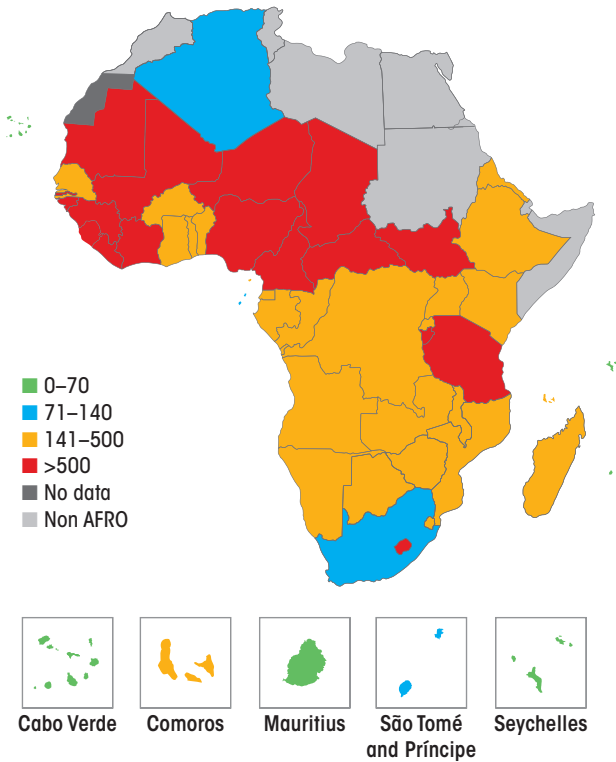 0–70
71–140
141–500
>500
No data
Non AFRO
Cabo Verde
Comoros
Mauritius
São Tomé
and Príncipe
Seychelles